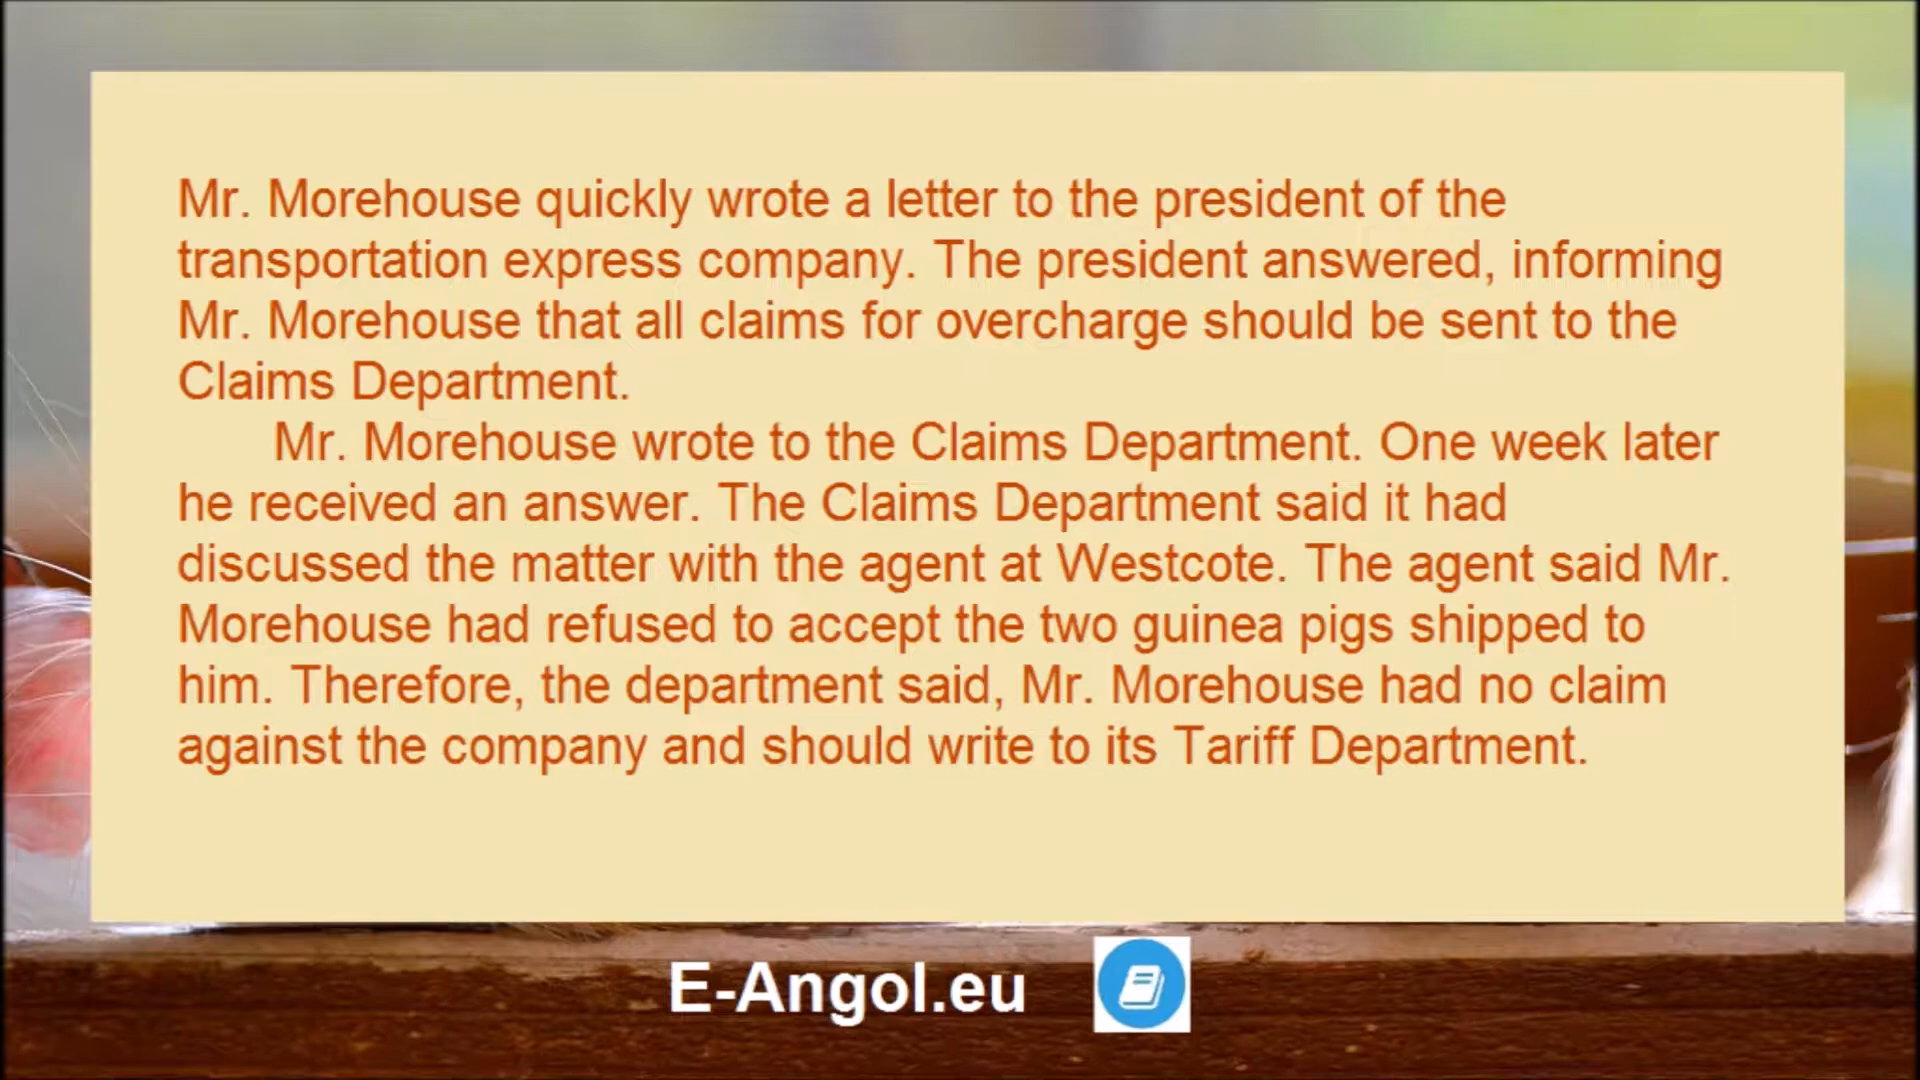 Mr. Morehouse quickly wrote a letter to the president of the
transportation express company. The president answered, informing
Mr. Morehouse that all claims for overcharge should be sent to the
Claims Department.
Mr. Morehouse wrote to the Claims Department. One week later
he received an answer. The Claims Department said it had
discussed the matter with the agent at Westcote. The agent said Mr.
Morehouse had refused to accept the two guinea pigs shipped to
him. Therefore, the department said, Mr. Morehouse had no claim
against the company and should write to its Tariff Department.
E-Angol.eu